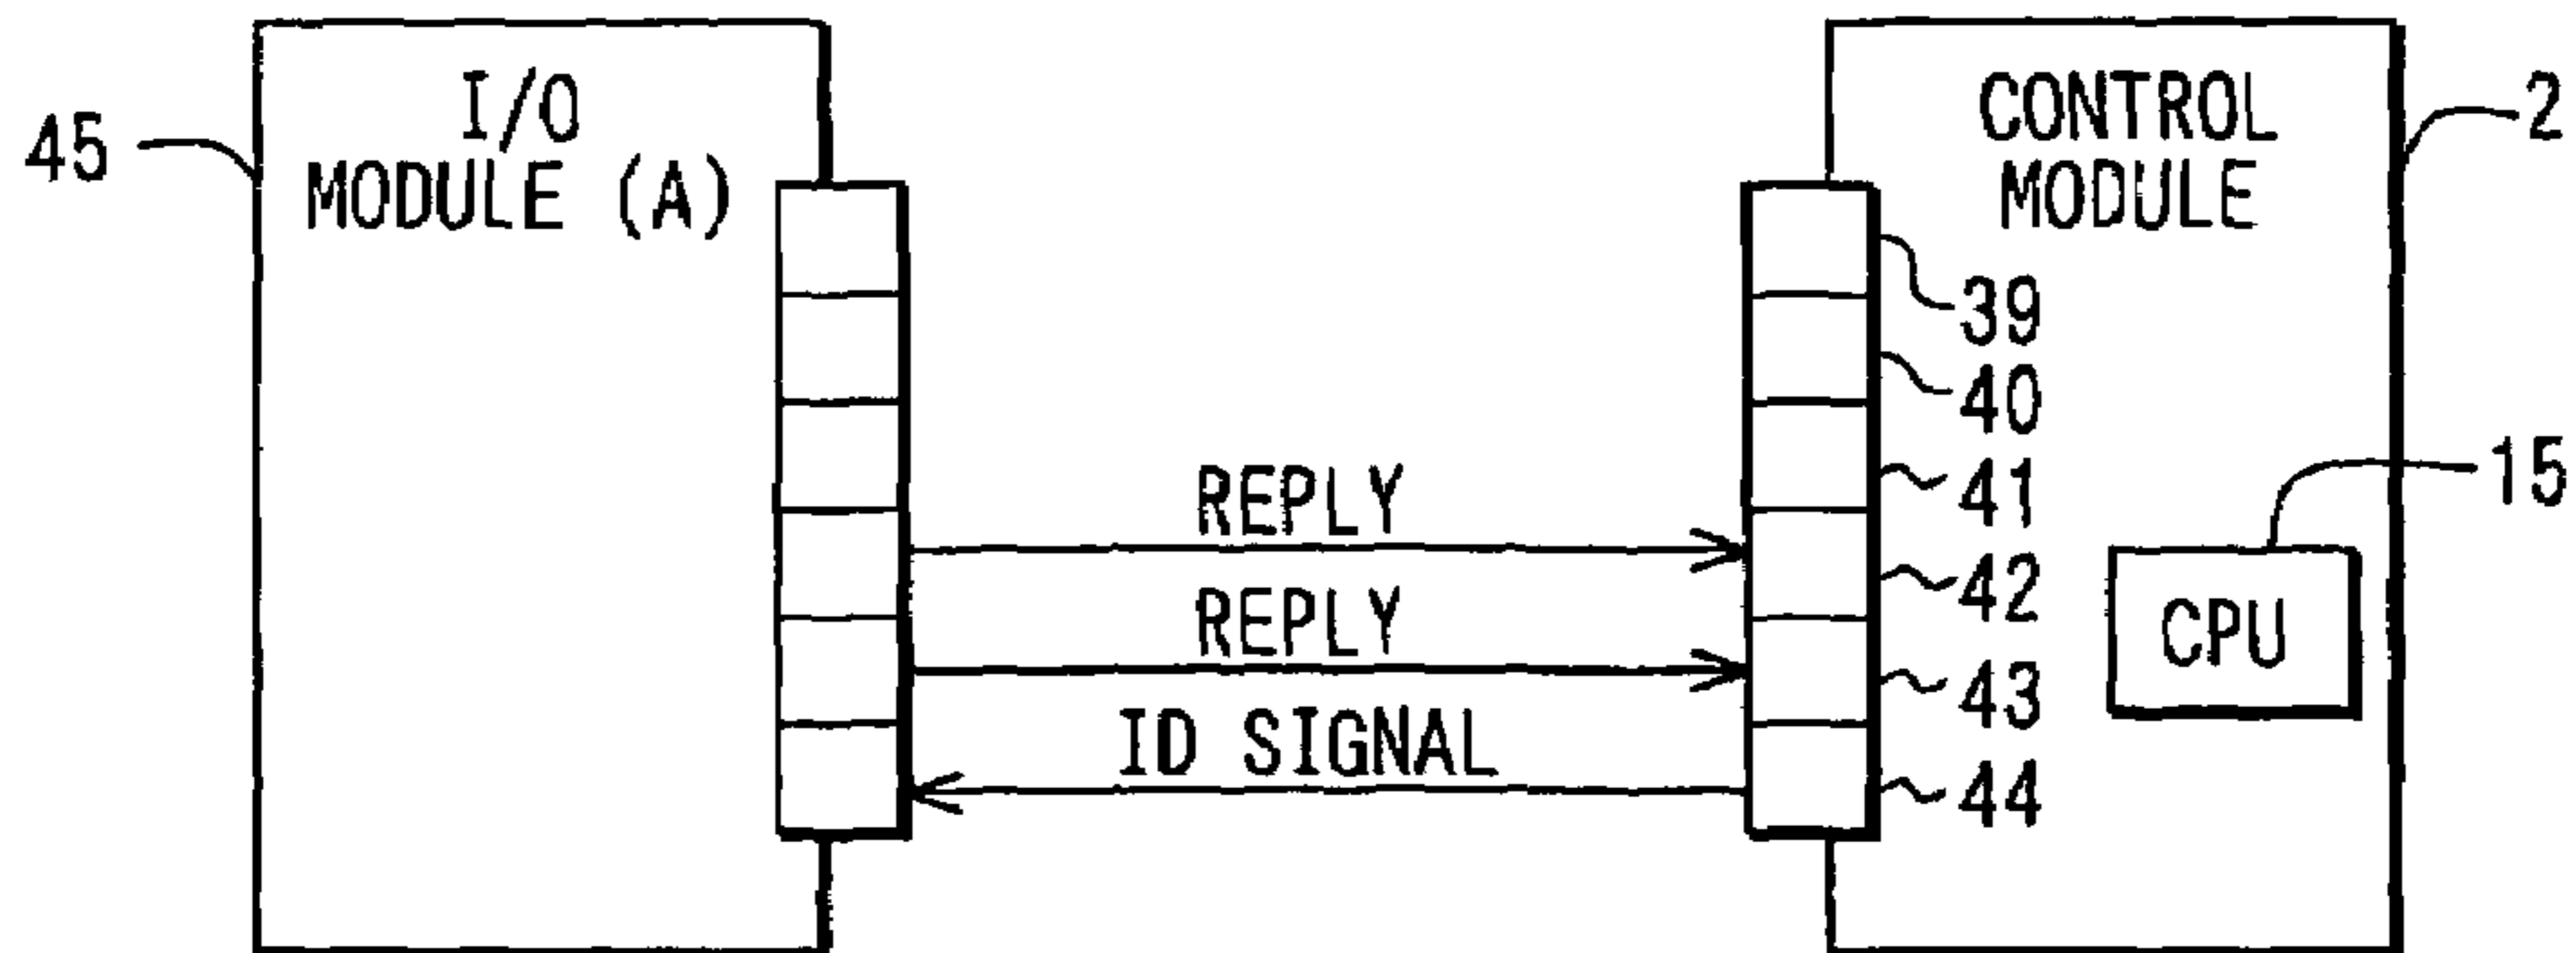 I/O
MODULE (A)
45
CONTROL
MODULE
2
39
40
41
15
REPLY
42
CPU
REPLY
43
ID SIGNAL
44